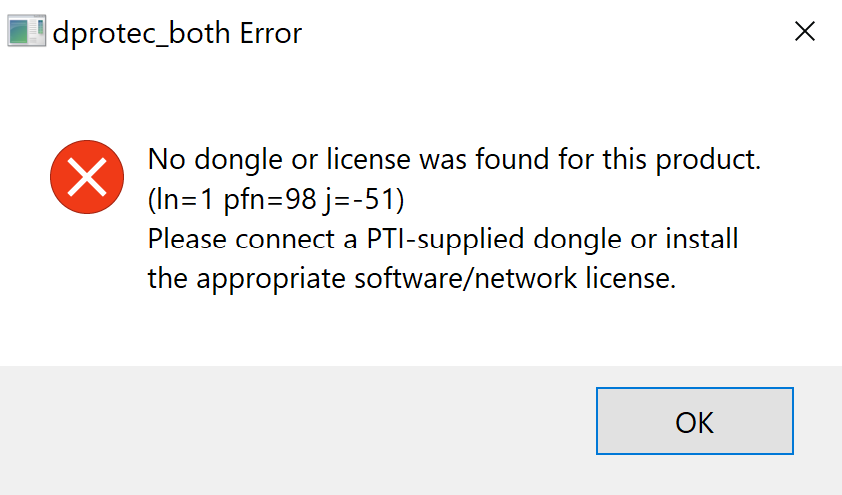 dprotec_both Error
No dongle or license was found for this product.
(ln=1 pfn=98 j=-51)
Please connect a PTI-supplied dongle or install
the appropriate software/network license.
OK